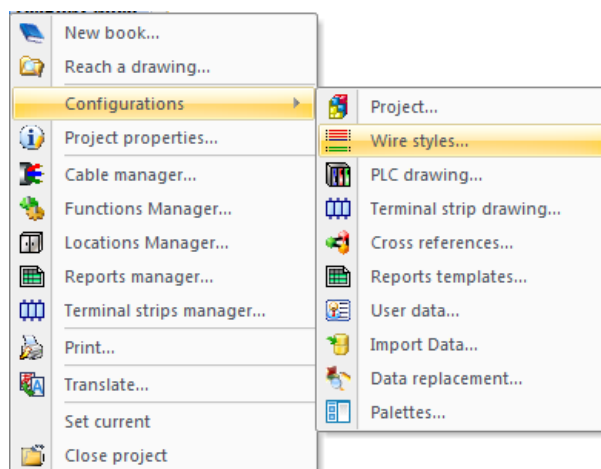 New book...
Reach a drawing...
Configurations
Project properties...
Cable manager...
Functions Manager...
Locations Manager...
Reports manager...
Terminal strips manager...
Print...
Translate...
Set current
Close project
Project...
Wire styles...
PLC drawing...
Terminal strip drawing...
Cross references...
Reports templates...
User data...
Import Data...
Data replacement...
Palettes...